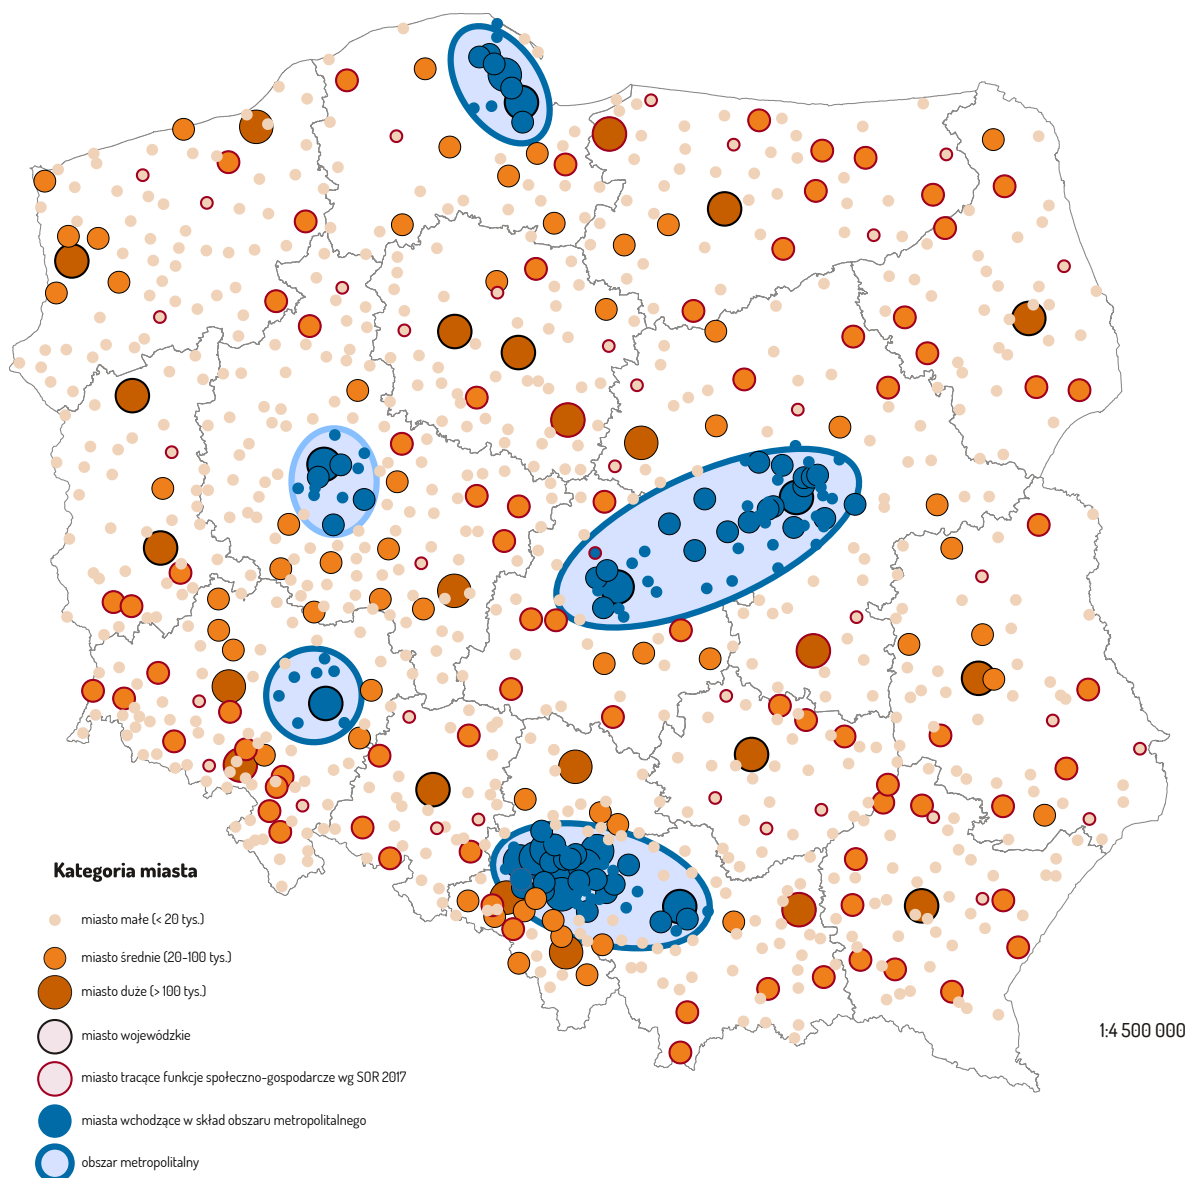 Kategoria miasta
miasto małe (< 20 tys.)
miasto średnie (20-100 tys.)
miasto duże (> 100 tys.)
miasto wojewódzkie
miasto tracące funkcje społeczno-gospodarcze wg SOR 2017
miasta wchodzące w skład obszaru metropolitalnego
obszar metropolitalny
1:4 500 000